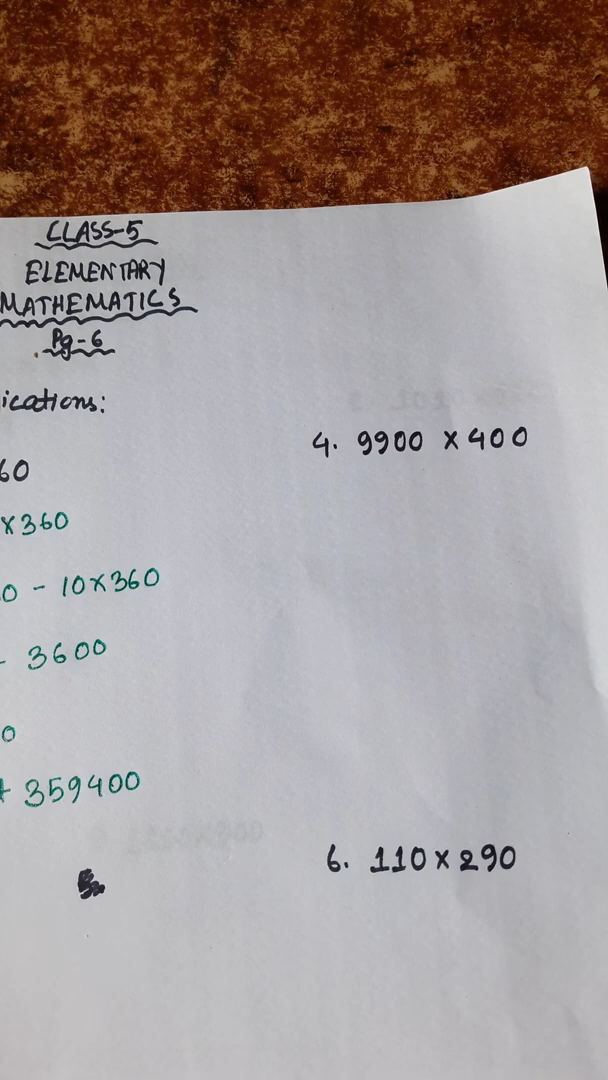 CLASS-5
ELEMENTARY
MATHEMATICS
Pg-6
ications:
60
x360
0 - 10x360
- 3600
0
+ 359400
4. 9900 x 400
6. 110 x 290